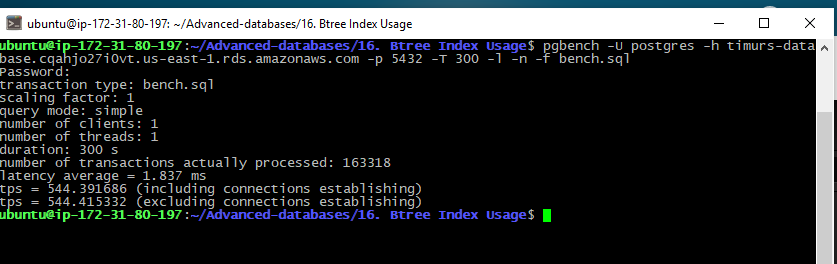 ubuntu@ip-172-31-80-197: ~/Advanced-databases/16. Btree Index Usage
ubuntu@ip-172-31-80-197:~/Advanced-databases/16. Btree Index Usage$ pgbench -U postgres -h timurs-data
base.cqahjo27i0vt.us-east-1.rds.amazonaws.com -p 5432 -T 300 -l -n -f bench.sql
Password:
transaction type: bench.sql
scaling factor: 1
query mode: simple
number of clients: 1
number of threads: 1
duration: 300 s
number of transactions actually processed: 163318
latency average = 1.837 ms
tps = 544.391686 (including connections establishing)
tps = 544.415332 (excluding connections establishing)
ubuntu@ip-172-31-80-197:~/Advanced-databases/16. Btree Index Usage$